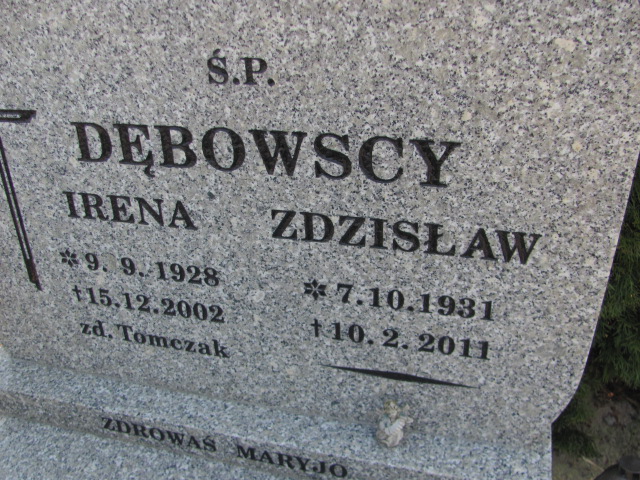 Ś.P.
DĘBOWSCY
IRENA
* 9. 9. 1928
†15.12.2002
zd. Tomczak
ZDZISŁAW
* 7.10.1931
†10. 2. 2011
ZDROWAŚ MARYJO